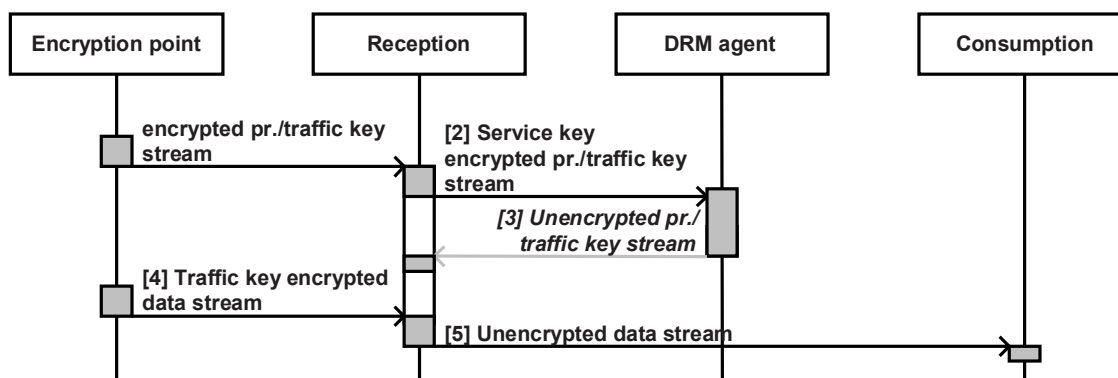 Encryption point
Reception
DRM agent
Consumption
encrypted pr./traffic key
stream
[2] Service key
encrypted pr./traffic key
stream
[3] Unencrypted pr./
traffic key stream
[4] Traffic key encrypted
data stream
[5] Unencrypted data stream